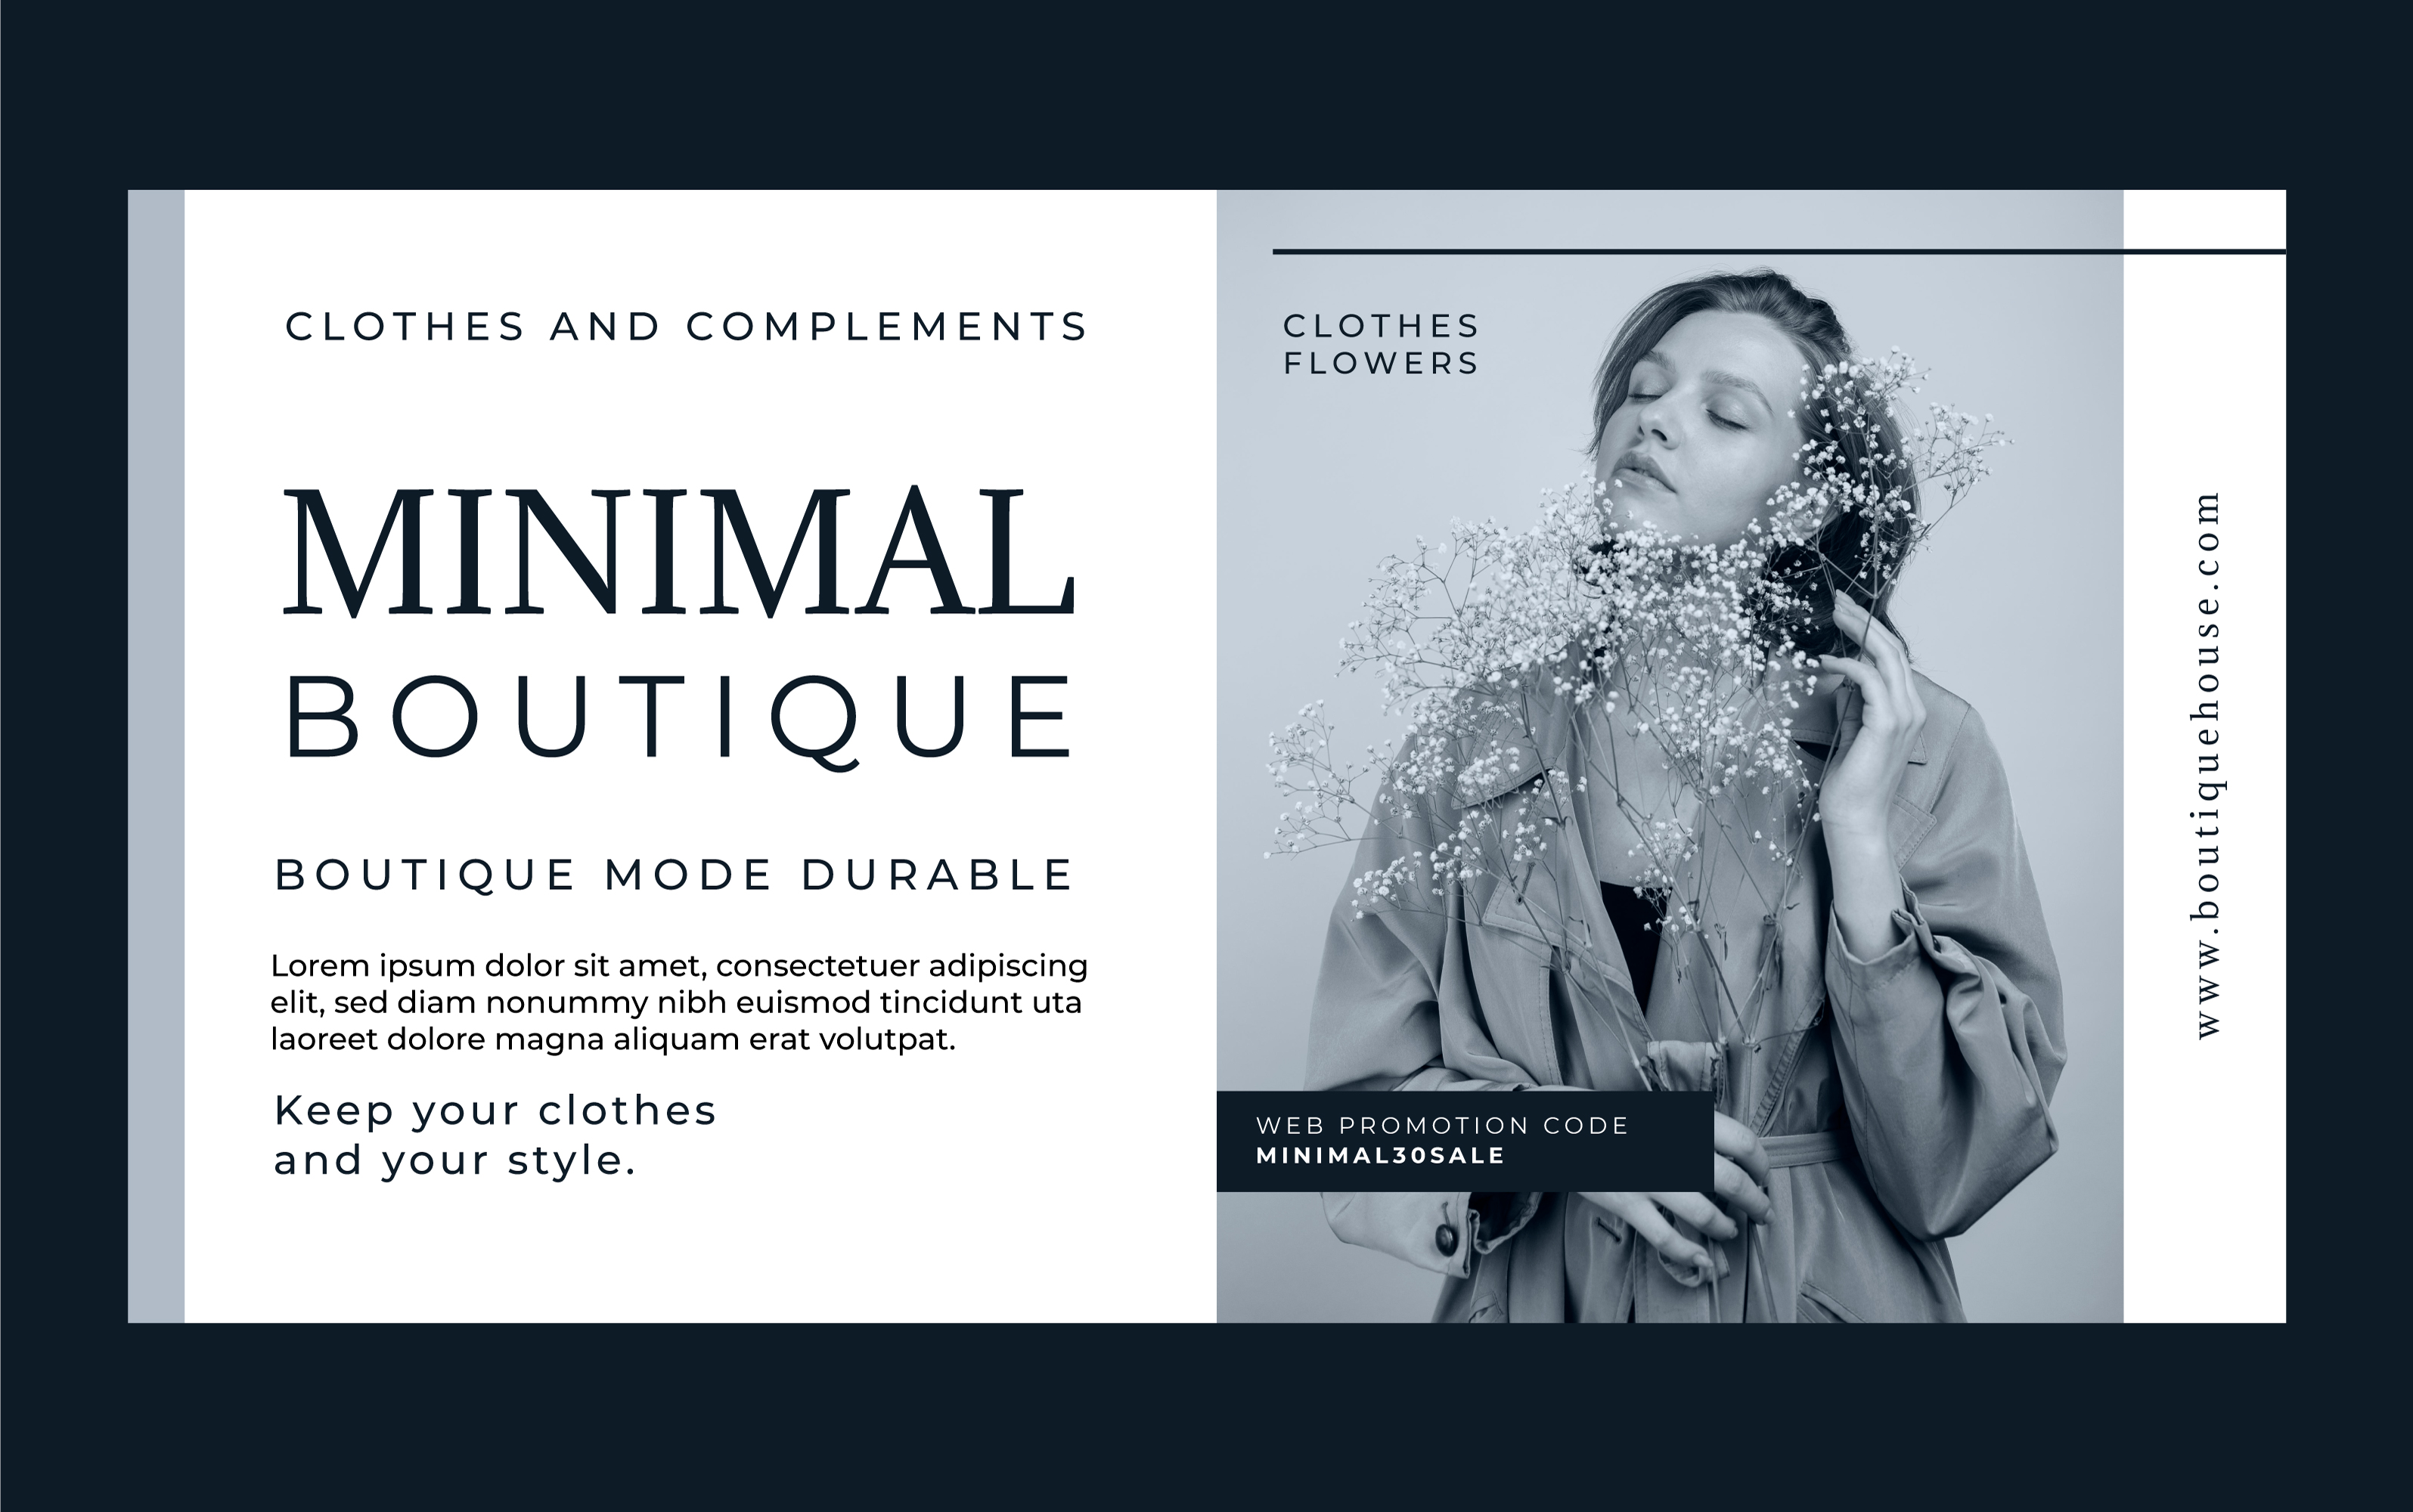 CLOTHES AND COMPLEMENTS
MINIMAL
BOUTIQUE
BOUTIQUE MODE DURABLE
Lorem ipsum dolor sit amet, consectetuer adipiscing
elit, sed diam nonummy nibh euismod tincidunt uta
laoreet dolore magna aliquam erat volutpat.
Keep your clothes
and your style.
CLOTHES
FLOWERS
WEB PROMOTION CODE
MINIMAL30SALE
www.boutiquehouse.com